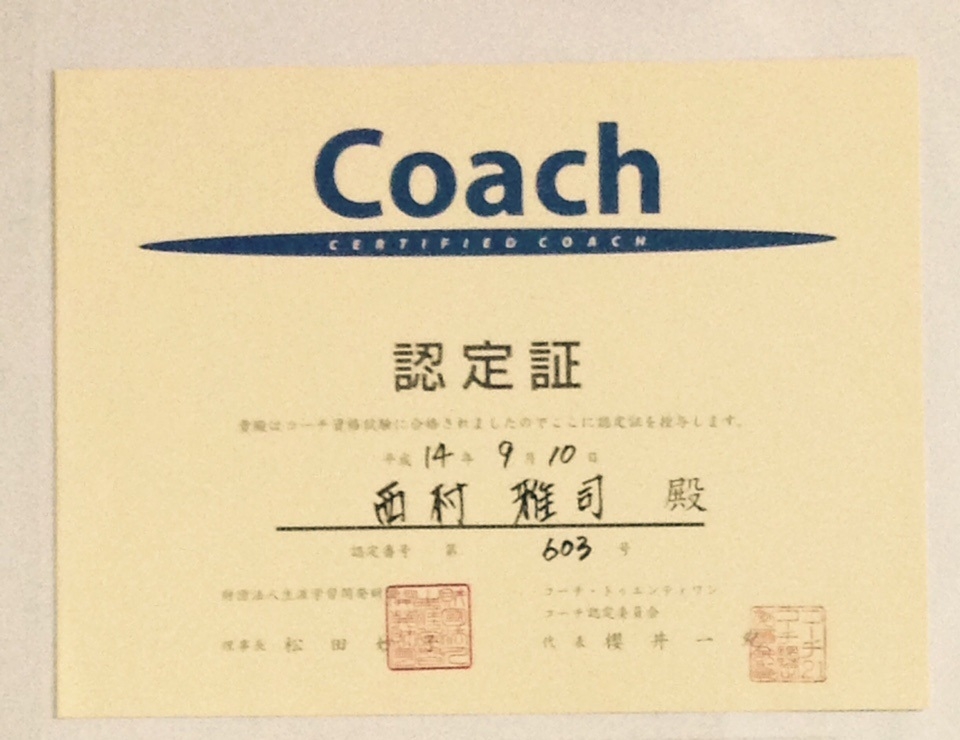 Coach
CERTIFIED COACH
認定証
貴殿はコーチ資格試験に合格されましたのでここに認定証を授与します。
平成 14 年 9 月 10 日
西村 雅司 殿
認定番号 第 603 号
財団法人生涯学習開発財
コーチ・トゥエンティワン
コーチ認定委員会
理事長 松田妙子
代表 櫻井一紀